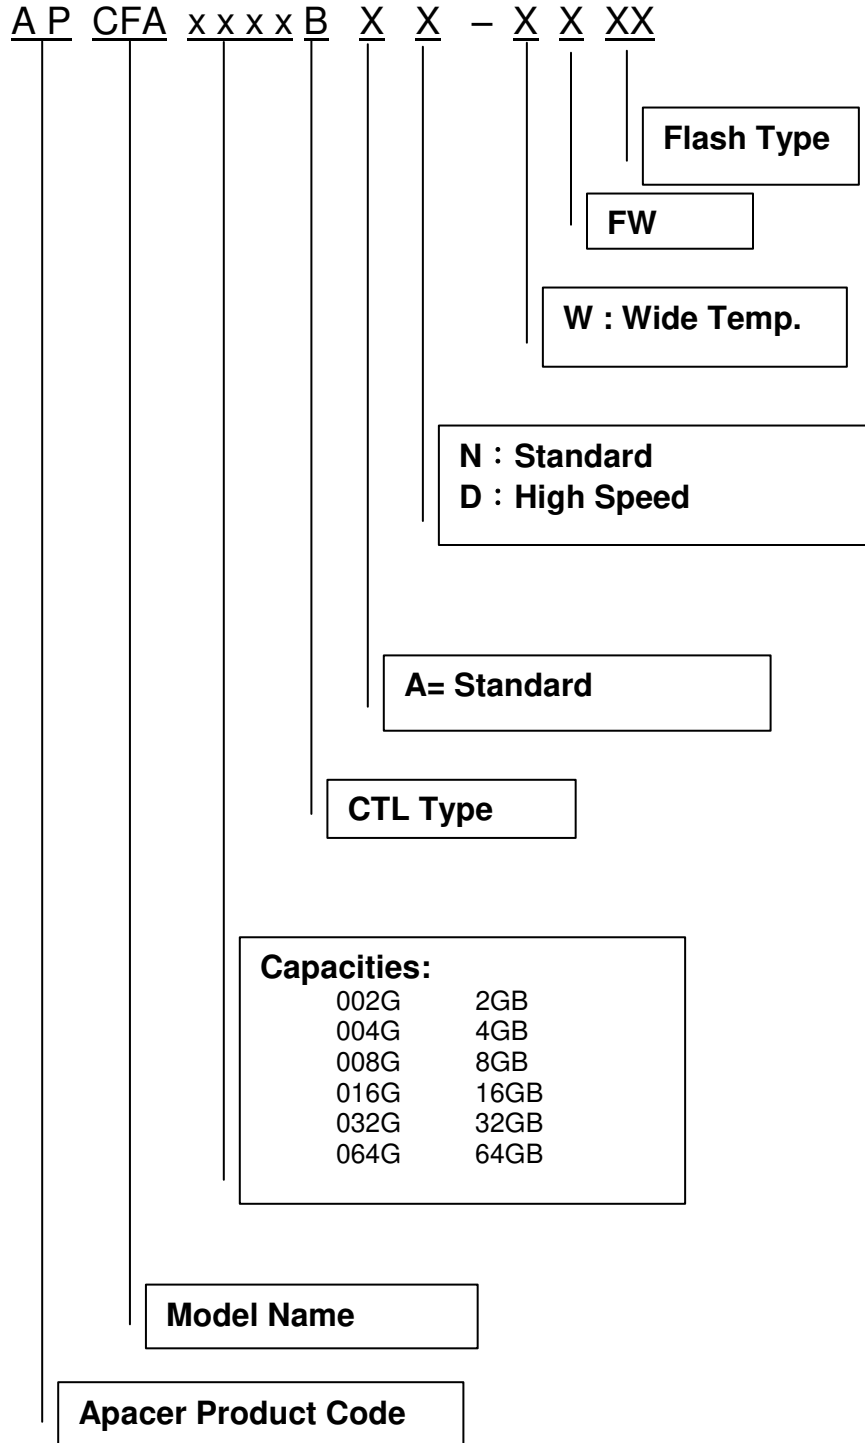 A P CFA x x x x B X X – X X XX
Flash Type
FW
W : Wide Temp.
N：Standard
D：High Speed
A= Standard
CTL Type
Capacities:
002G 2GB
004G 4GB
008G 8GB
016G 16GB
032G 32GB
064G 64GB
Model Name
Apacer Product Code